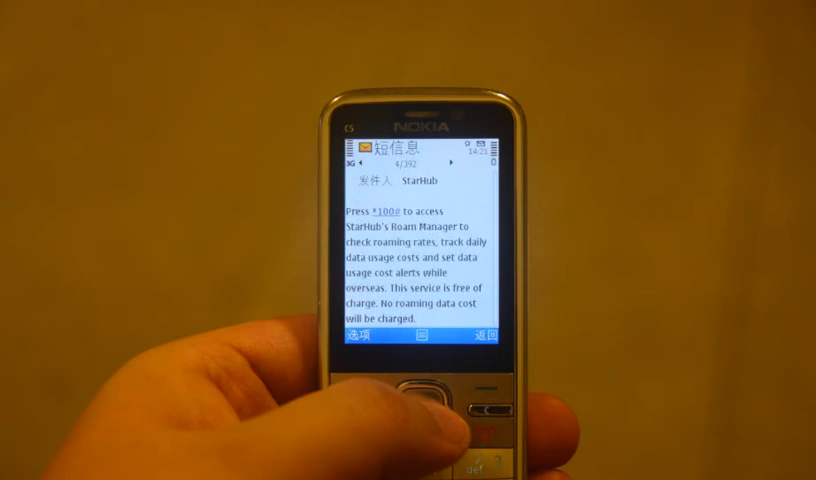 C5
NOKIA
短信息
14:21
3G
4/392
发件人 StarHub
Press *100# to access
StarHub's Roam Manager to
check roaming rates, track daily
data usage costs and set data
usage cost alerts while
overseas. This service is free of
charge. No roaming data cost
will be charged.
选项
返回
def 3